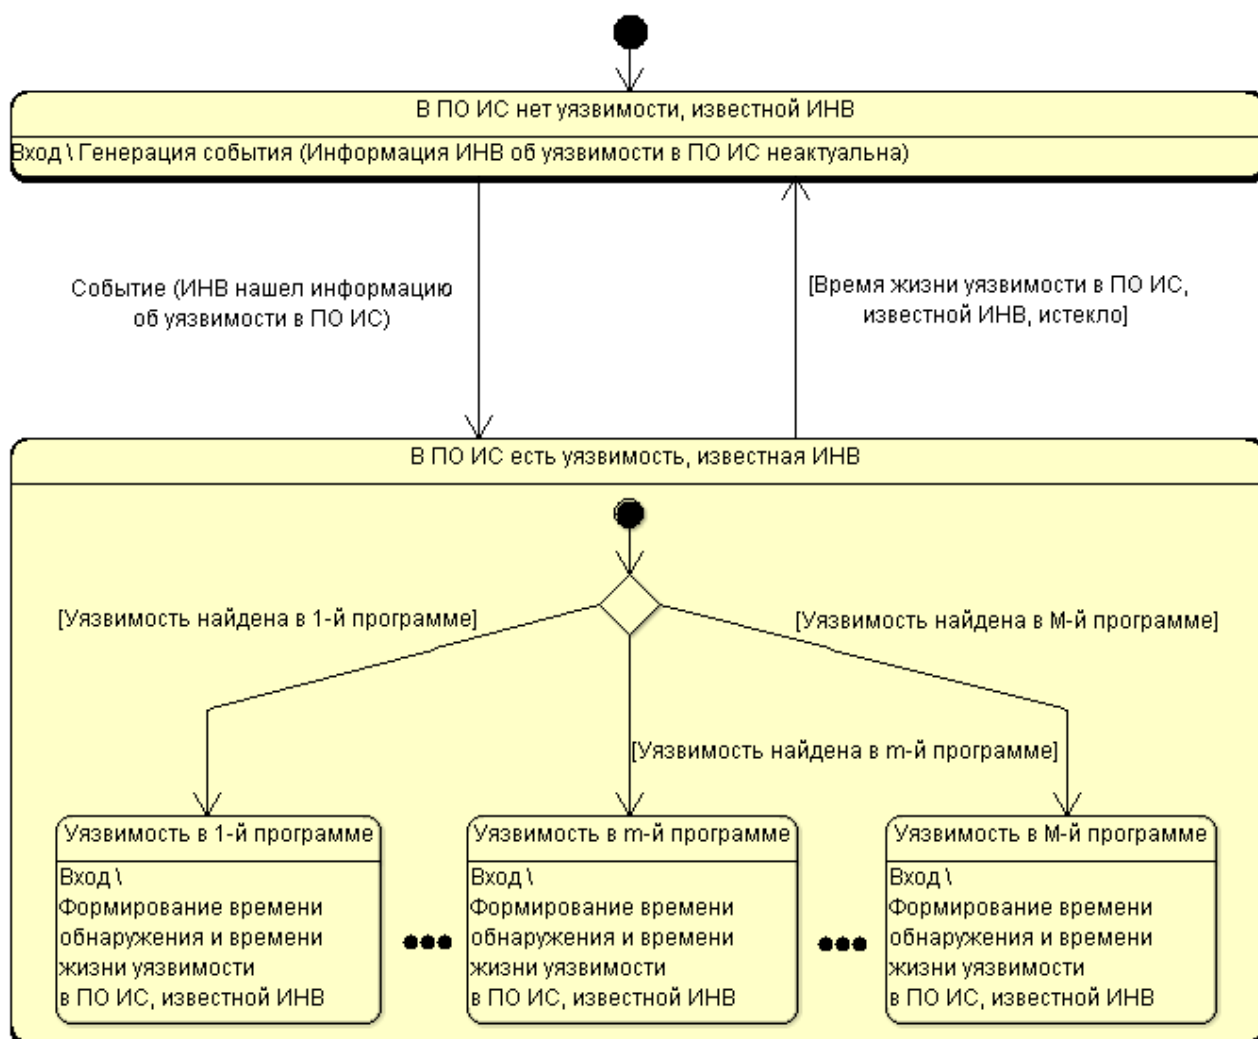 В ПО ИС нет уязвимости, известной ИНВ
Вход \ Генерация события (Информация ИНВ об уязвимости в ПО ИС неактуальна)
Событие (ИНВ нашел информацию
об уязвимости в ПО ИС)
[Время жизни уязвимости в ПО ИС,
известной ИНВ, истекло]
В ПО ИС есть уязвимость, известная ИНВ
[Уязвимость найдена в 1-й программе]
[Уязвимость найдена в M-й программе]
[Уязвимость найдена в m-й программе]
Уязвимость в 1-й программе
Вход \
Формирование времени
обнаружения и времени
жизни уязвимости
в ПО ИС, известной ИНВ
Уязвимость в m-й программе
Вход \
Формирование времени
обнаружения и времени
жизни уязвимости
в ПО ИС, известной ИНВ
Уязвимость в M-й программе
Вход \
Формирование времени
обнаружения и времени
жизни уязвимости
в ПО ИС, известной ИНВ